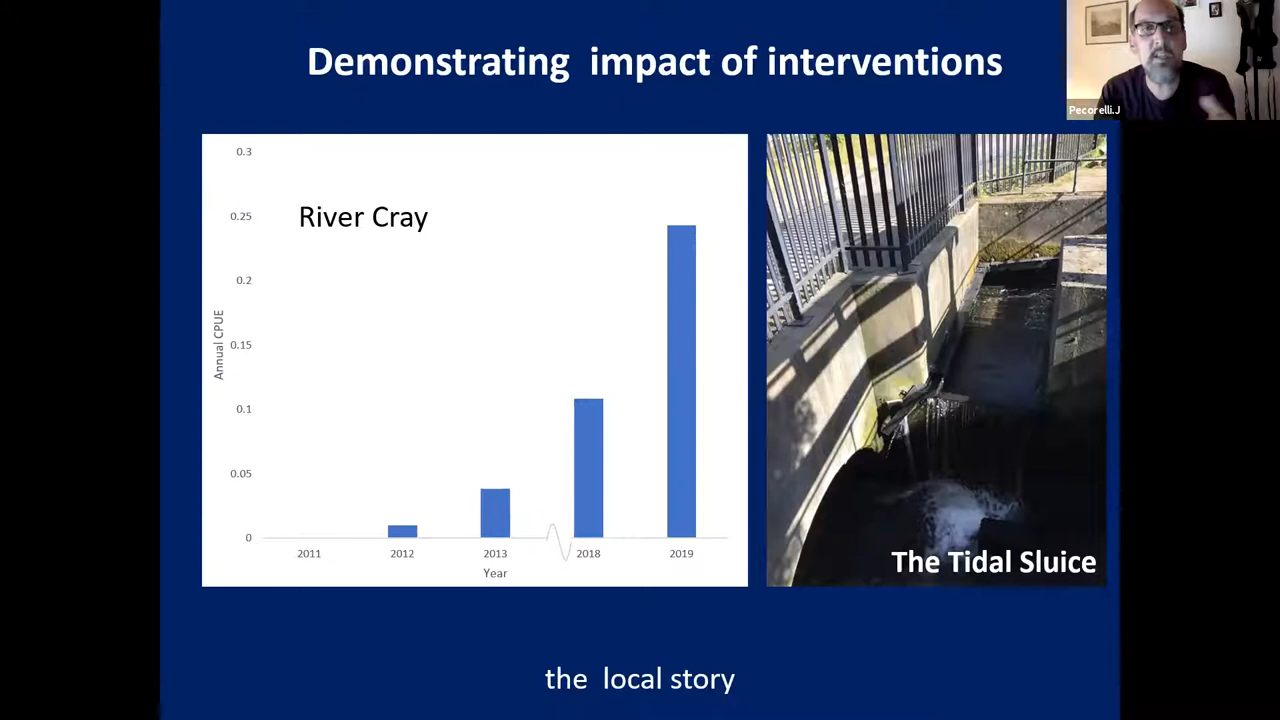 Demonstrating impact of interventions
Pecorelli.J
River Cray
0.3
0.25
0.2
0.15
0.1
0.05
0
Annual CPUE
2011 2012 2013 2018 2019
Year
The Tidal Sluice
the local story